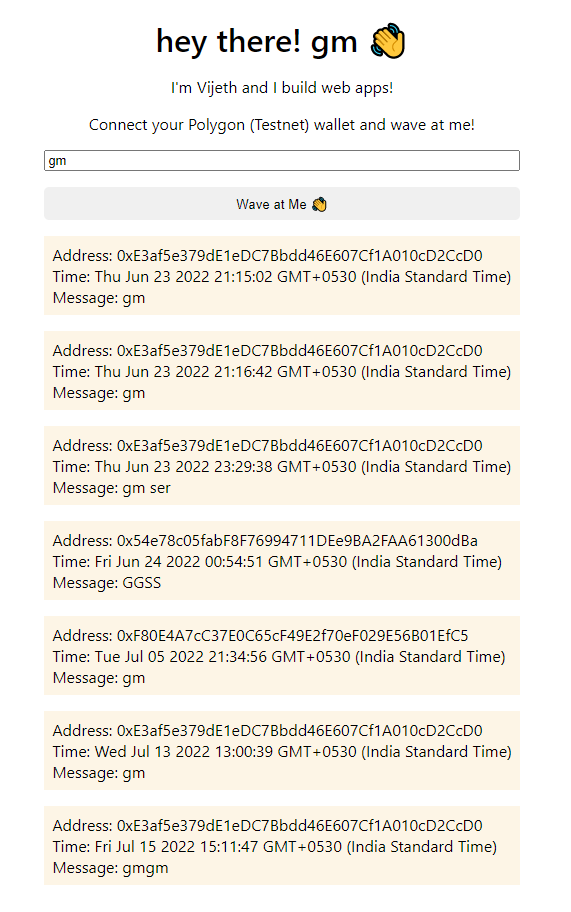 hey there! gm 👋
I'm Vijeth and I build web apps!
Connect your Polygon (Testnet) wallet and wave at me!
gm
Wave at Me 👋
Address: 0xE3af5e379dE1eDC7Bbdd46E607Cf1A010cD2CcD0
Time: Thu Jun 23 2022 21:15:02 GMT+0530 (India Standard Time)
Message: gm
Address: 0xE3af5e379dE1eDC7Bbdd46E607Cf1A010cD2CcD0
Time: Thu Jun 23 2022 21:16:42 GMT+0530 (India Standard Time)
Message: gm
Address: 0xE3af5e379dE1eDC7Bbdd46E607Cf1A010cD2CcD0
Time: Thu Jun 23 2022 23:29:38 GMT+0530 (India Standard Time)
Message: gm ser
Address: 0x54e78c05fabF8F76994711DEe9BA2FAA61300dBa
Time: Fri Jun 24 2022 00:54:51 GMT+0530 (India Standard Time)
Message: GGSS
Address: 0xF80E4A7cC37E0C65cF49E2f70eF029E56B01EfC5
Time: Tue Jul 05 2022 21:34:56 GMT+0530 (India Standard Time)
Message: gm
Address: 0xE3af5e379dE1eDC7Bbdd46E607Cf1A010cD2CcD0
Time: Wed Jul 13 2022 13:00:39 GMT+0530 (India Standard Time)
Message: gm
Address: 0xE3af5e379dE1eDC7Bbdd46E607Cf1A010cD2CcD0
Time: Fri Jul 15 2022 15:11:47 GMT+0530 (India Standard Time)
Message: gmgm